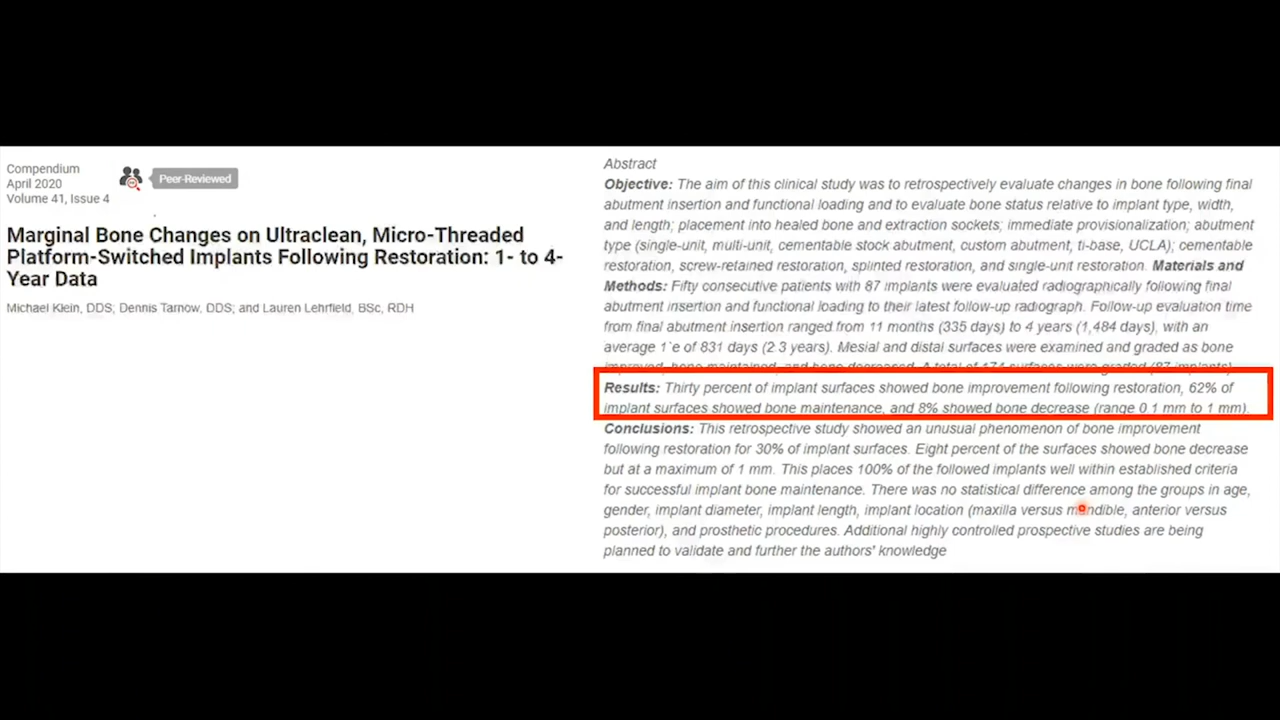 Compendium
April 2020
Volume 41, Issue 4
Peer-Reviewed
Marginal Bone Changes on Ultraclean, Micro-Threaded
Platform-Switched Implants Following Restoration: 1- to 4-
Year Data
Michael Klein, DDS; Dennis Tarnow, DDS; and Lauren Lehrfield, BSc, RDH
Abstract
Objective: The aim of this clinical study was to retrospectively evaluate changes in bone following final
abutment insertion and functional loading and to evaluate bone status relative to implant type, width,
and length; placement into healed bone and extraction sockets; immediate provisionalization; abutment
type (single-unit, multi-unit, cementable stock abutment, custom abutment, ti-base, UCLA); cementable
restoration, screw-retained restoration, splinted restoration, and single-unit restoration. Materials and
Methods: Fifty consecutive patients with 87 implants were evaluated radiographically following final
abutment insertion and functional loading to their latest follow-up radiograph. Follow-up evaluation time
from final abutment insertion ranged from 11 months (335 days) to 4 years (1,484 days), with an
average 1`e of 831 days (2.3 years). Mesial and distal surfaces were examined and graded as bone
improved, bone maintained, and bone decreased. A total of 174 surfaces were graded (87 implants).
Results: Thirty percent of implant surfaces showed bone improvement following restoration, 62% of
implant surfaces showed bone maintenance, and 8% showed bone decrease (range 0.1 mm to 1 mm).
Conclusions: This retrospective study showed an unusual phenomenon of bone improvement
following restoration for 30% of implant surfaces. Eight percent of the surfaces showed bone decrease
but at a maximum of 1 mm. This places 100% of the followed implants well within established criteria
for successful implant bone maintenance. There was no statistical difference among the groups in age,
gender, implant diameter, implant length, implant location (maxilla versus mandible, anterior versus
posterior), and prosthetic procedures. Additional highly controlled prospective studies are being
planned to validate and further the authors' knowledge